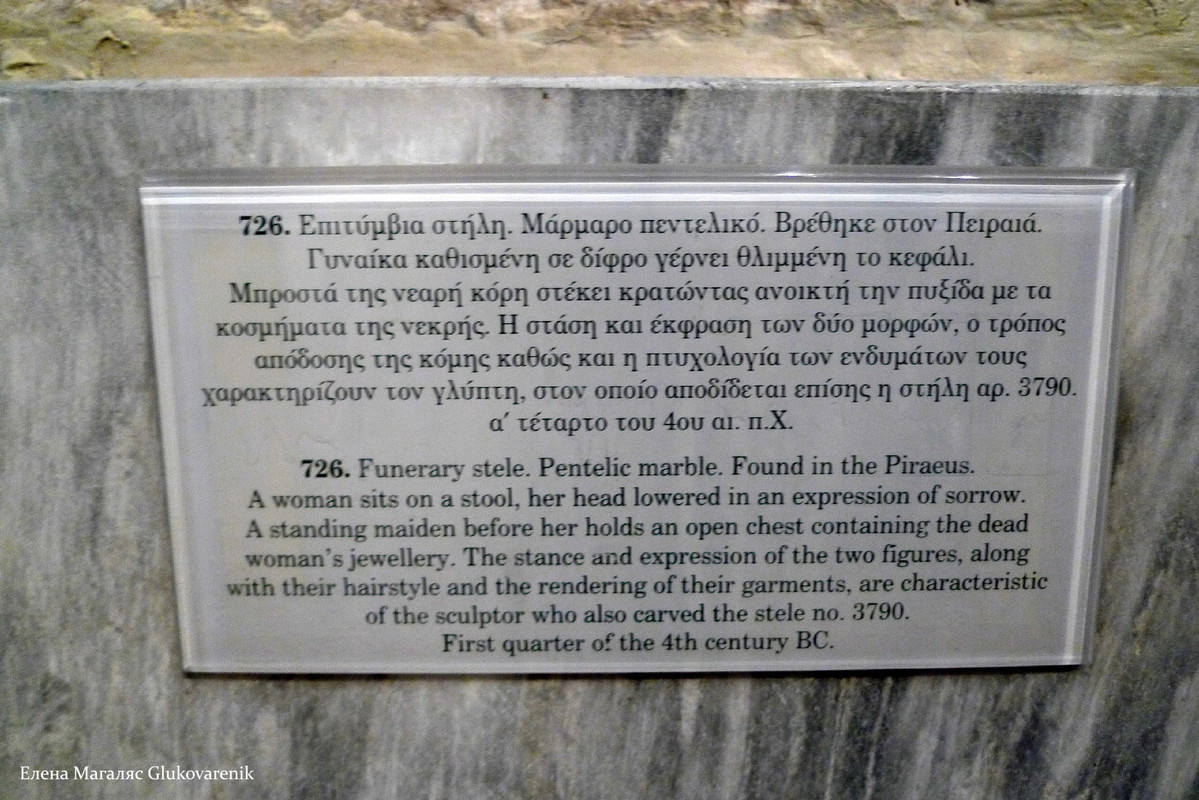 726. Επιτύμβια στήλη. Μάρμαρο πεντελικό. Βρέθηκε στον Πειραιά.
Γυναίκα καθισμένη σε δίφρο γέρνει θλιμμένη το κεφάλι.
Μπροστά της νεαρή κόρη στέκει κρατώντας ανοικτή την πυξίδα με τα
κοσμήματα της νεκρής. Η στάση και έκφραση των δύο μορφών, ο τρόπος
απόδοσης της κόμης καθώς και η πτυχολογία των ενδυμάτων τους
χαρακτηρίζουν τον γλύπτη, στον οποίο αποδίδεται επίσης η στήλη αρ. 3790.
α′ τέταρτο του 4ου αι. π.Χ.
726. Funerary stele. Pentelic marble. Found in the Piraeus.
A woman sits on a stool, her head lowered in an expression of sorrow.
A standing maiden before her holds an open chest containing the dead
woman's jewellery. The stance and expression of the two figures, along
with their hairstyle and the rendering of their garments, are characteristic
of the sculptor who also carved the stele no. 3790.
First quarter of the 4th century BC.
Елена Магаляс Glukovarenik